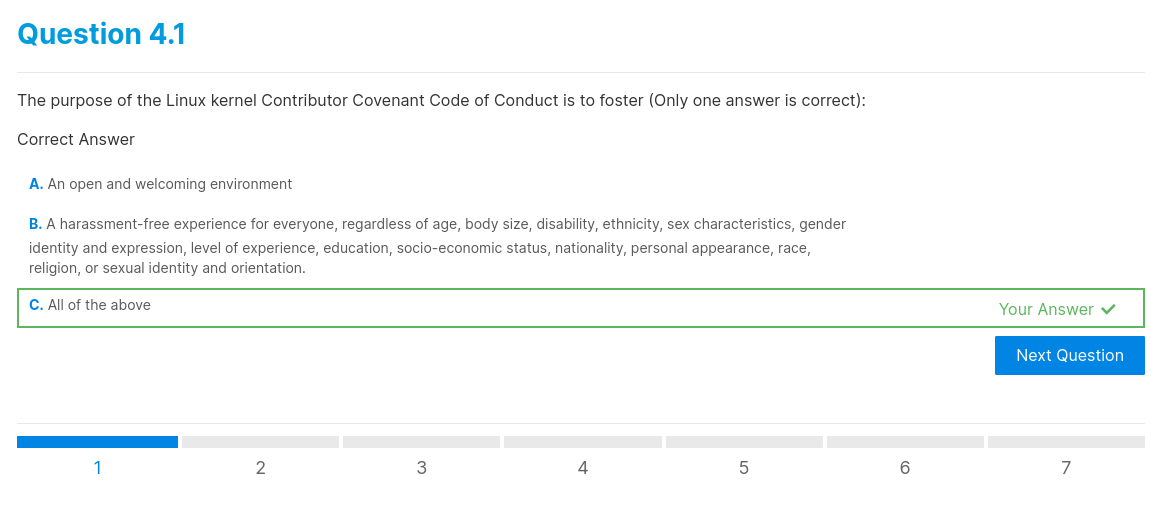 Question 4.1
The purpose of the Linux kernel Contributor Covenant Code of Conduct is to foster (Only one answer is correct):
Correct Answer
A. An open and welcoming environment
B. A harassment-free experience for everyone, regardless of age, body size, disability, ethnicity, sex characteristics, gender
identity and expression, level of experience, education, socio-economic status, nationality, personal appearance, race,
religion, or sexual identity and orientation.
C. All of the above
Your Answer
Next Question
1 2 3 4 5 6 7